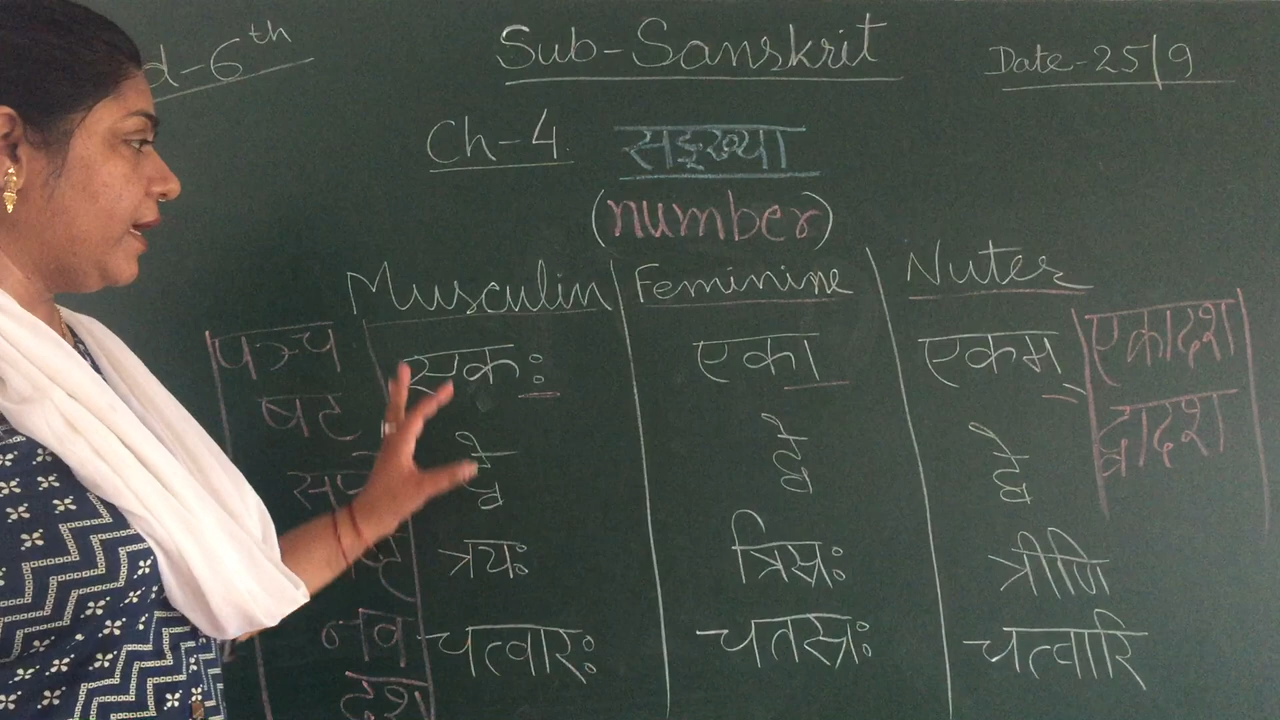 d-6th Sub-Sanskrit Date-25/9
Ch-4 सङ्ख्या
(number)
Musculin Feminine Nuter
पञ्च एकः एका एकम एकादश
षट द्वे द्वे द्वादश
त्रयः त्रिस्रः त्रीणि
नव चत्वारः चतस्रः चत्वारि
दश